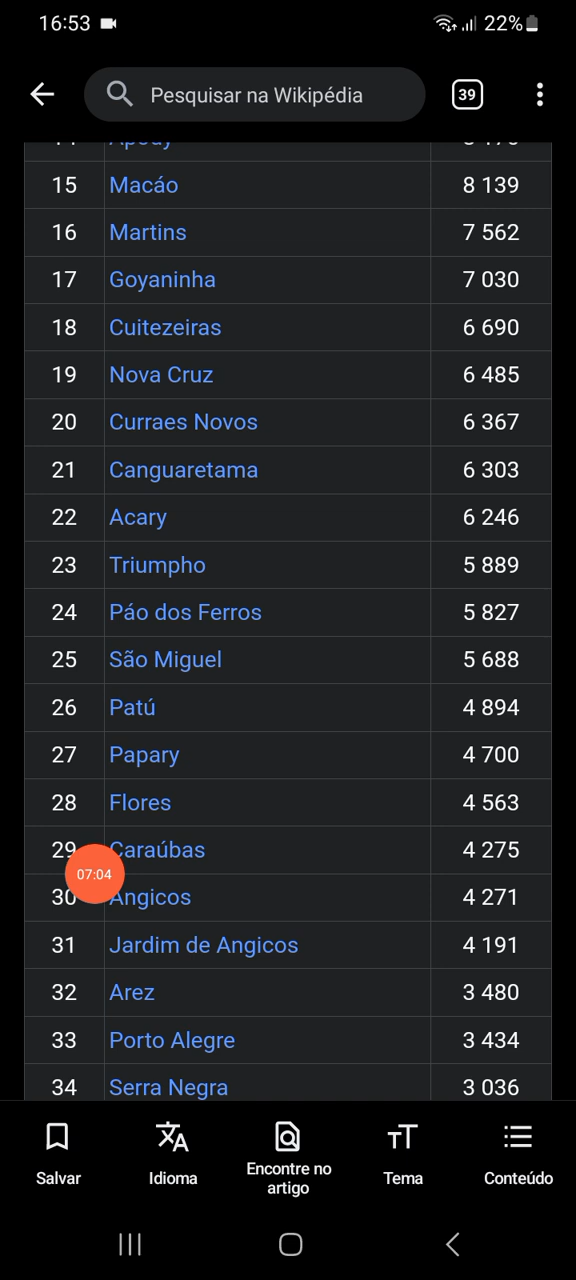 16:53 22%
Pesquisar na Wikipédia 39
15 Macáo 8 139
16 Martins 7 562
17 Goyaninha 7 030
18 Cuitezeiras 6 690
19 Nova Cruz 6 485
20 Curraes Novos 6 367
21 Canguaretama 6 303
22 Acary 6 246
23 Triumpho 5 889
24 Páo dos Ferros 5 827
25 São Miguel 5 688
26 Patú 4 894
27 Papary 4 700
28 Flores 4 563
29 Caraúbas 4 275
07:04
30 Angicos 4 271
31 Jardim de Angicos 4 191
32 Arez 3 480
33 Porto Alegre 3 434
34 Serra Negra 3 036
Salvar Idioma Encontre no artigo Tema Conteúdo